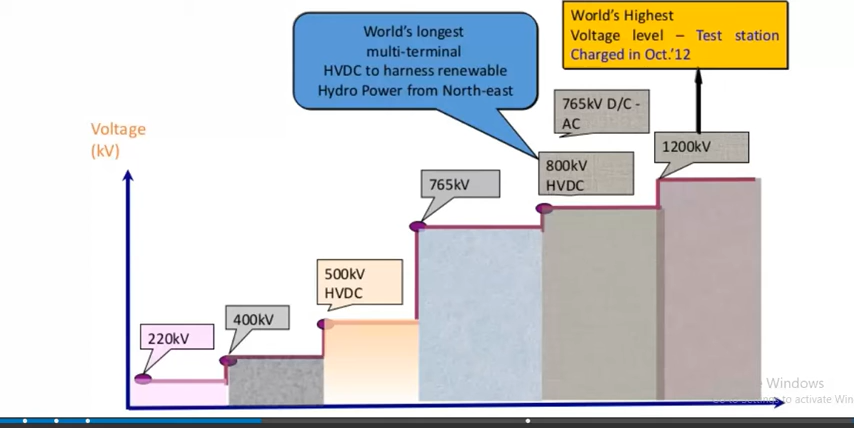 World's Highest
Voltage level – Test station
Charged in Oct.'12
World's longest
multi-terminal
HVDC to harness renewable
Hydro Power from North-east
765kV D/C -
AC
Voltage
(kV)
1200kV
800kV
HVDC
765kV
500kV
HVDC
400kV
220kV
Windows
to activate Win